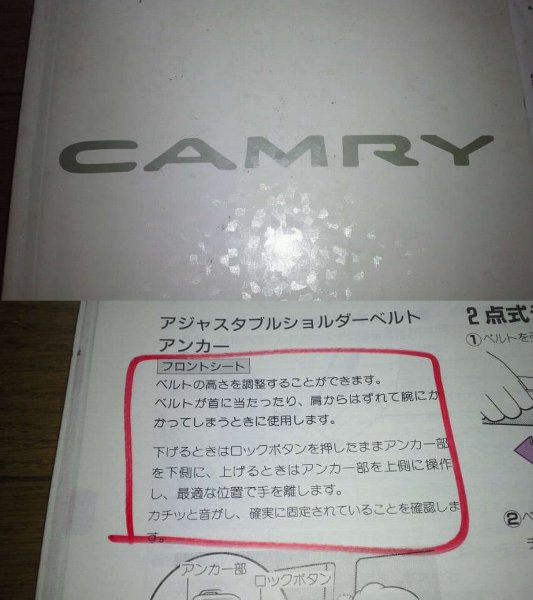 CAMRY
アジャスタブルショルダーベルト
アンカー
フロントシート
ベルトの高さを調整することができます。
ベルトが首に当たったり、肩からはずれて腕にか
かってしまうときに使用します。
下げるときはロックボタンを押したままアンカー部
を下側に、上げるときはアンカー部を上側に操作
し、最適な位置で手を離します。
カチッと音がし、確実に固定されていることを確認しま
す。
アンカー部
ロックボタン
2点式
①ベルトを
②